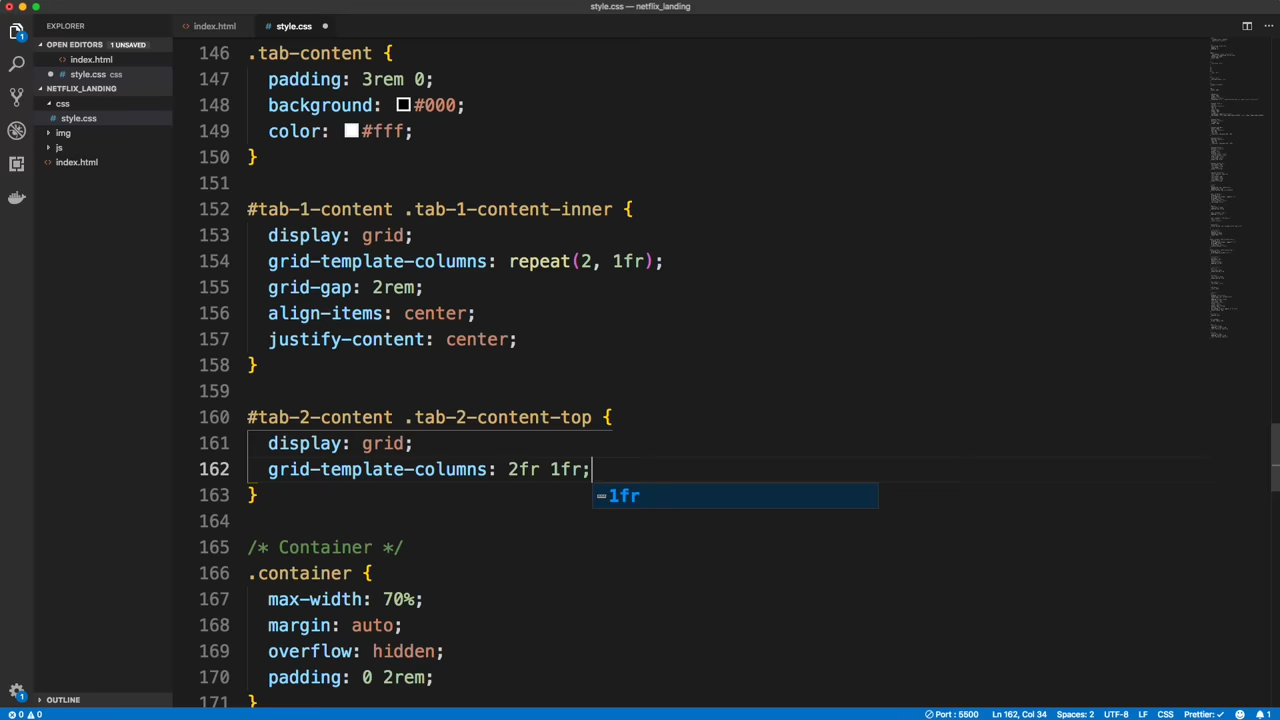 style.css — netflix_landing
EXPLORER
index.html
style.css
OPEN EDITORS 1 UNSAVED
index.html
style.css css
NETFLIX_LANDING
css
style.css
img
js
index.html
146 .tab-content {
147 padding: 3rem 0;
148 background: #000;
149 color: #fff;
150 }
151
152 #tab-1-content .tab-1-content-inner {
153 display: grid;
154 grid-template-columns: repeat(2, 1fr);
155 grid-gap: 2rem;
156 align-items: center;
157 justify-content: center;
158 }
159
160 #tab-2-content .tab-2-content-top {
161 display: grid;
162 grid-template-columns: 2fr 1fr;
1fr
163 }
164
165 /* Container */
166 .container {
167 max-width: 70%;
168 margin: auto;
169 overflow: hidden;
170 padding: 0 2rem;
171 }
OUTLINE
0 0
Port : 5500
Ln 162, Col 34
Spaces: 2
UTF-8
LF
CSS
Prettier: ✓
1